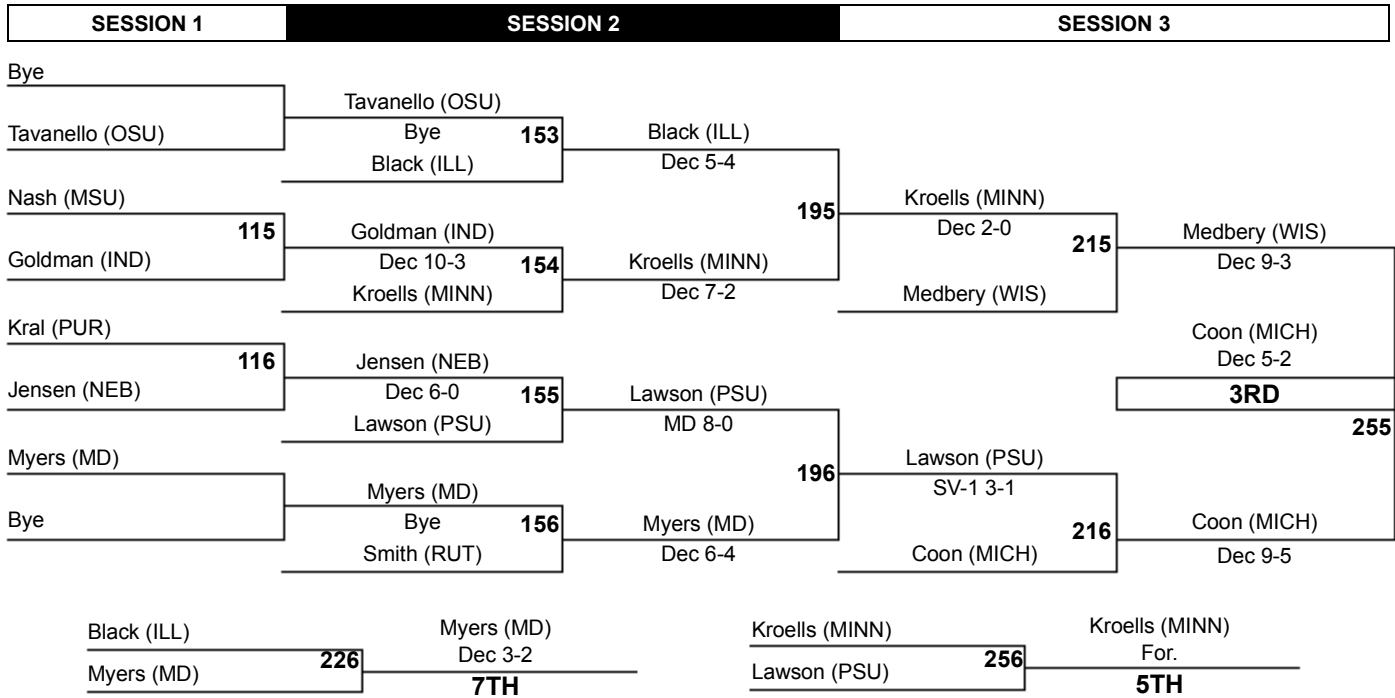 SESSION 1
SESSION 2
SESSION 3
Bye
Tavanello (OSU)
Nash (MSU)
115
Goldman (IND)
Kral (PUR)
116
Jensen (NEB)
Myers (MD)
Bye
Tavanello (OSU)
Bye
153
Black (ILL)
Goldman (IND)
Dec 10-3
154
Kroells (MINN)
Jensen (NEB)
Dec 6-0
155
Lawson (PSU)
Myers (MD)
Bye
156
Smith (RUT)
Black (ILL)
Dec 5-4
195
Kroells (MINN)
Dec 7-2
Lawson (PSU)
MD 8-0
196
Myers (MD)
Dec 6-4
Kroells (MINN)
Dec 2-0
215
Medbery (WIS)
Lawson (PSU)
SV-1 3-1
216
Coon (MICH)
Medbery (WIS)
Dec 9-3
Coon (MICH)
Dec 5-2
3RD
255
Coon (MICH)
Dec 9-5
Black (ILL)
226
Myers (MD)
Myers (MD)
Dec 3-2
7TH
Kroells (MINN)
256
Lawson (PSU)
Kroells (MINN)
For.
5TH